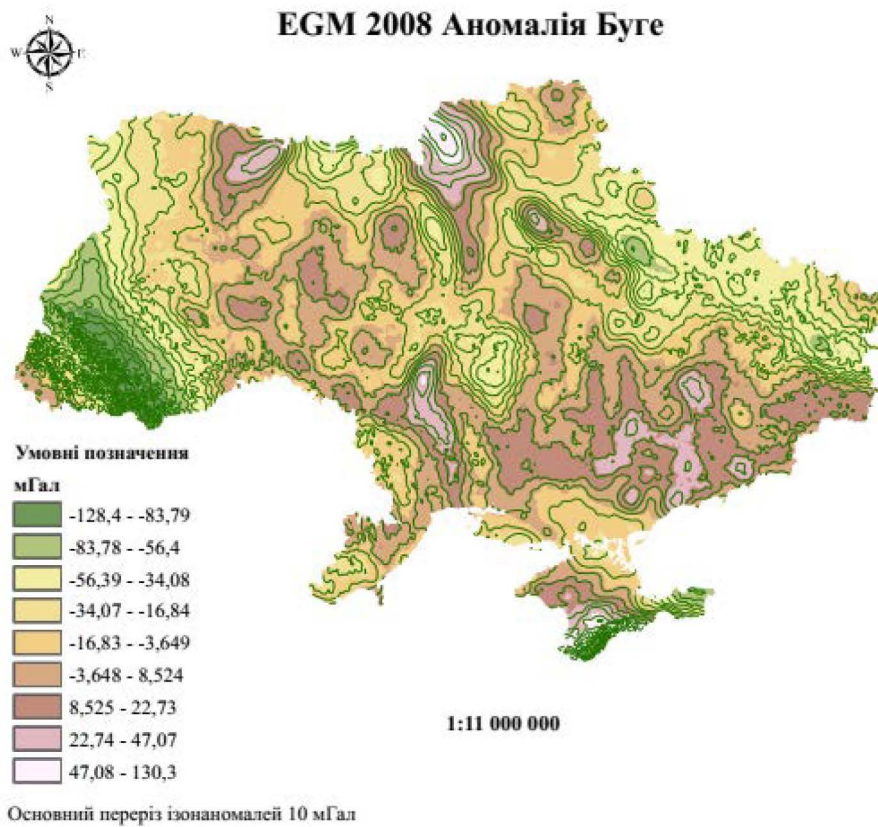 EGM 2008 Аномалія Буге
N
W E
S
Умовні позначення
мГал
-128,4 - -83,79
-83,78 - -56,4
-56,39 - -34,08
-34,07 - -16,84
-16,83 - -3,649
-3,648 - 8,524
8,525 - 22,73
22,74 - 47,07
47,08 - 130,3
1:11 000 000
Основний переріз ізонаномалей 10 мГал